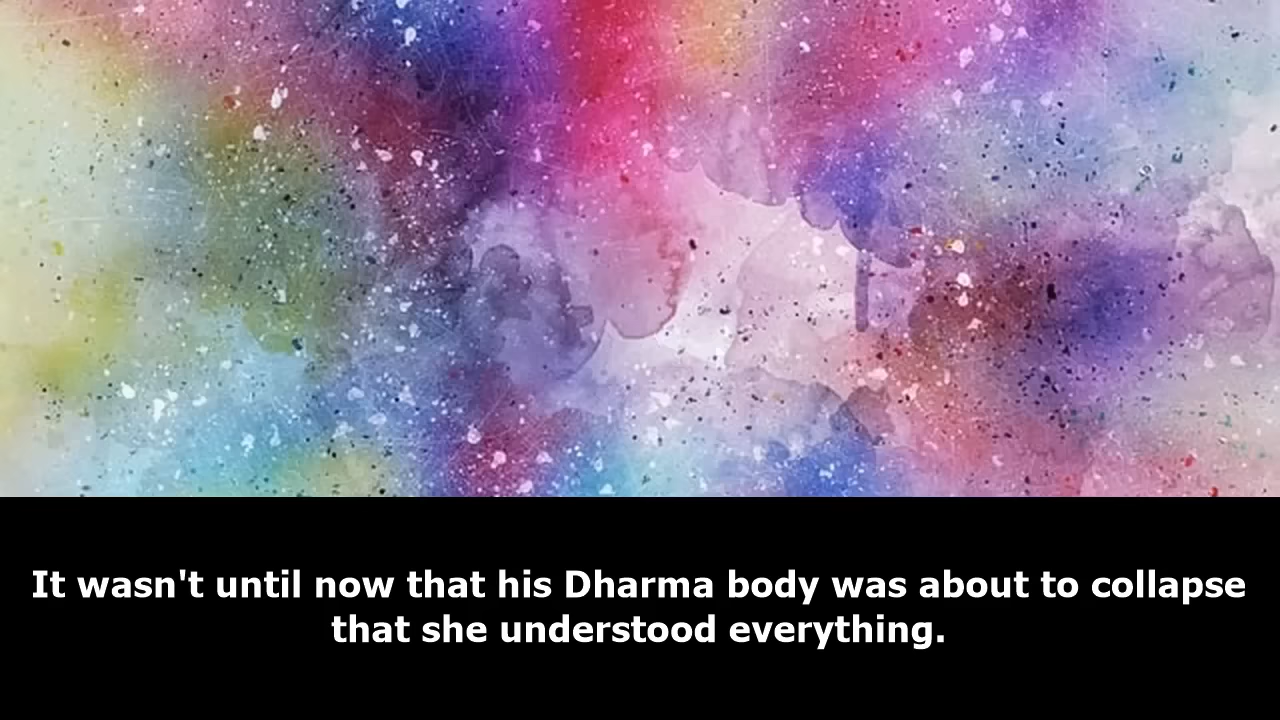 It wasn't until now that his Dharma body was about to collapse
that she understood everything.